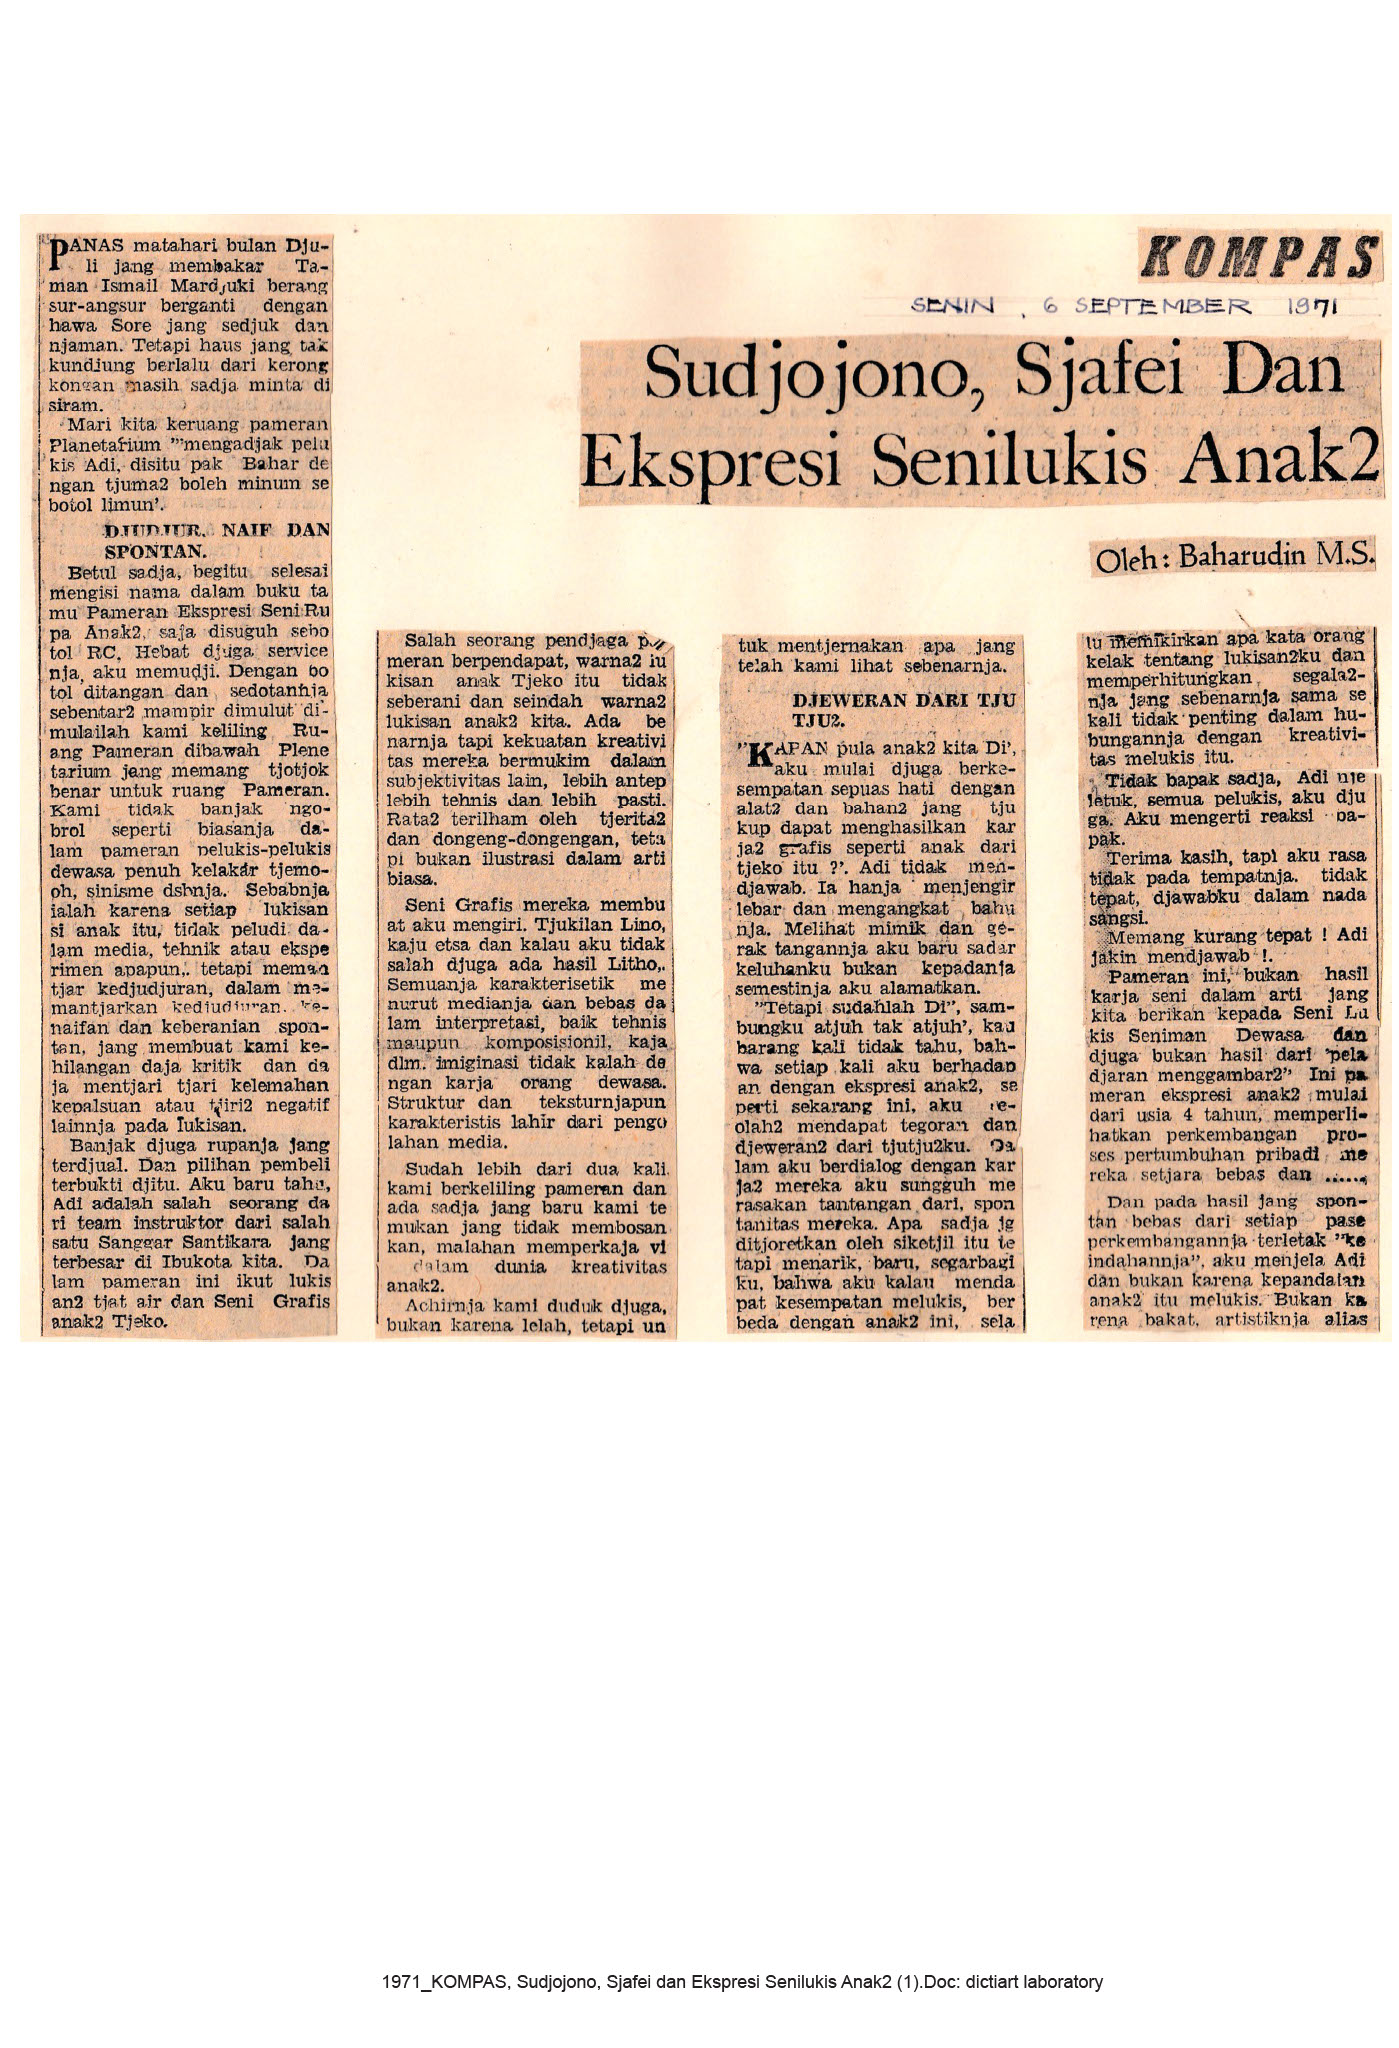 KOMPAS
SENIN, 6 SEPTEMBER 1971
Sudjojono, Sjafei Dan
Ekspresi Senilukis Anak2
Oleh: Baharudin M.S.
PANAS matahari bulan Dju-
li jang membakar Ta-
man Ismail Mardjuki berang
sur-angsur berganti dengan
hawa Sore jang sedjuk dan
njaman. Tetapi haus jang tak
kundjung berlalu dari kerong
kongan masih sadja minta di
siram.
Mari kita keruang pameran
Planetarium "'mengadjak pelu
kis Adi, disitu pak Bahar de
ngan tjuma2 boleh minum se
botol limun'.
DJUDJUR, NAIF DAN
SPONTAN.
Betul sadja, begitu selesai
mengisi nama dalam buku ta
mu Pameran Ekspresi Seni Ru
pa Anak2, saja disuguh sebo
tol RC, Hebat djuga service
nja, aku memudji. Dengan bo
tol ditangan dan sedotannja
sebentar2 mampir dimulut di-
mulailah kami keliling Ru-
ang Pameran dibawah Plene
tarium jang memang tjotjok
benar untuk ruang Pameran.
Kami tidak banjak ngo-
brol seperti biasanja da-
lam pameran pelukis-pelukis
dewasa penuh kelakar tjemo-
oh, sinisme dsbnja. Sebabnja
ialah karena setiap lukisan
si anak itu, tidak peludi da-
lam media, tehnik atau ekspe
rimen apapun, tetapi meman
tjar kedjudjuran, dalam me-
mantjarkan kedjudjuran, ke-
naifan dan keberanian spon-
tan, jang membuat kami ke-
hilangan daja kritik dan da
ja mentjari tjari kelemahan
kepalsuan atau tjiri2 negatif
lainnja pada lukisan.
Banjak djuga rupanja jang
terdjual. Dan pilihan pembeli
terbukti djitu. Aku baru tahu,
Adi adalah salah seorang da
ri team instruktor dari salah
satu Sanggar Santikara jang
terbesar di Ibukota kita. Da
lam pameran ini ikut lukis
an2 tjat air dan Seni Grafis
anak2 Tjeko.
Salah seorang pendjaga
meran berpendapat, warna2 lu
kisan anak Tjeko itu tidak
seberani dan seindah warna2
lukisan anak2 kita. Ada be
narnja tapi kekuatan kreativi
tas mereka bermukim dalam
subjektivitas lain, lebih antep
lebih tehnis dan lebih pasti.
Rata2 terilham oleh tjerita2
dan dongeng-dongengan, teta
pi bukan ilustrasi dalam arti
biasa.
Seni Grafis mereka membu
at aku mengiri. Tjukilan Lino,
kaju etsa dan kalau aku tidak
salah djuga ada hasil Litho,.
Semuanja karakterisetik me
nurut medianja dan bebas da
lam interpretasi, baik tehnis
maupun komposisionil, kaja
dlm. imiginasi tidak kalah de
ngan karja orang dewasa.
Struktur dan teksturnjapun
karakteristis lahir dari pengo
lahan media.
Sudah lebih dari dua kali
kami berkeliling pameran dan
ada sadja jang baru kami te
mukan jang tidak membosan
kan, malahan memperkaja vi
dalam dunia kreativitas
anak2.
Achirnja kami duduk djuga,
bukan karena lelah, tetapi un
tuk mentjernakan apa jang
telah kami lihat sebenarnja.
DJEWERAN DARI TJU
TJU2.
"KAPAN pula anak2 kita Di',
aku mulai djuga berke-
sempatan sepuas hati dengan
alat2 dan bahan2 jang tju
kup dapat menghasilkan kar
ja2 grafis seperti anak dari
tjeko itu ?'. Adi tidak men-
djawab. Ia hanja menjengir
lebar dan mengangkat bahu
nja. Melihat mimik dan ge-
rak tangannja aku baru sadar
keluhanku bukan kepadanja
semestinja aku alamatkan.
"Tetapi sudahlah Di", sam-
bungku atjuh tak atjuh', kau
barang kali tidak tahu, bah-
wa setiap kali aku berhadap
an dengan ekspresi anak2, se
perti sekarang ini, aku se-
olah2 mendapat tegoran dan
djeweran2 dari tjutju2ku. Da
lam aku berdialog dengan kar
ja2 mereka aku sungguh me
rasakan tantangan dari, spon
tanitas mereka. Apa sadja jg
ditjoretkan oleh siketjil itu te
tapi menarik, baru, segarbagi
ku, bahwa aku kalau menda
pat kesempatan melukis, ber
beda dengan anak2 ini, sela
lu memikirkan apa kata orang
kelak tentang lukisan2ku dan
memperhitungkan segala2-
nja jang sebenarnja sama se
kali tidak penting dalam hu-
bungannja dengan kreativi-
tas melukis itu.
Tidak bapak sadja, Adi nje
letuk, semua pelukis, aku dju
ga. Aku mengerti reaksi ba-
pak.
Terima kasih, tapi aku rasa
tidak pada tempatnja. tidak
tepat, djawabku dalam nada
sangsi.
Memang kurang tepat ! Adi
jakin mendjawab !.
Pameran ini, bukan hasil
karja seni dalam arti jang
kita berikan kepada Seni Lu
kis Seniman Dewasa dan
djuga bukan hasil dari "pela
djaran menggambar2" Ini pa
meran ekspresi anak2 mulai
dari usia 4 tahun, memperli-
hatkan perkembangan pro-
ses pertumbuhan pribadi me
reka setjara bebas dan ......,
Dan pada hasil jang spon-
tan bebas dari setiap pase
perkembangannja terletak "ke
indahannja", aku menjela Adi
dan bukan karena kepandaian
anak2 itu melukis. Bukan ka
rena bakat, artistiknja alias
1971_KOMPAS, Sudjojono, Sjafei dan Ekspresi Senilukis Anak2 (1).Doc: dictiart laboratory